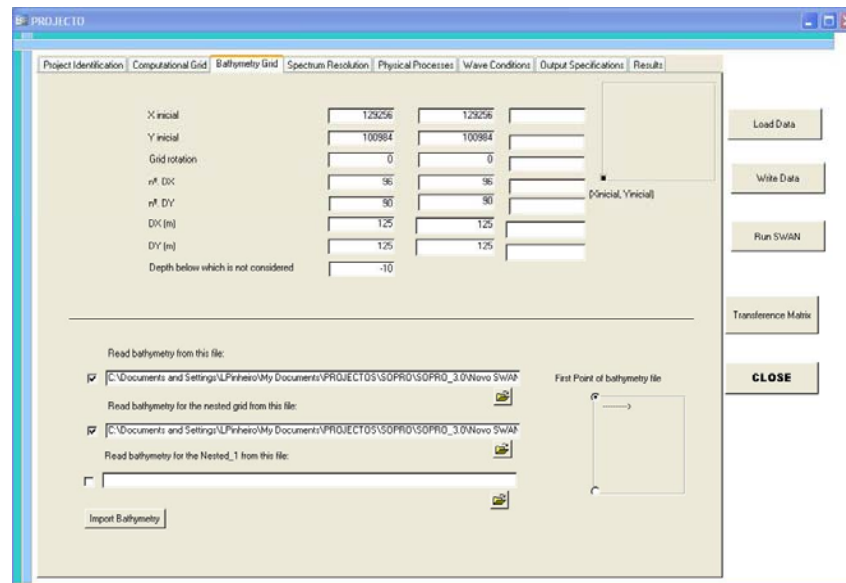 PROJECTO
Project Identification Computational Grid Bathymetry Grid Spectrum Resolution Physical Processes Wave Conditions Output Specifications Results
X inicial 129256 129256
Y inicial 100984 100984
Grid rotation 0 0
nº. DX 96 96
nº. DY 90 90
DX (m) 125 125
DY (m) 125 125
Depth below which is not considered -10
(Xinicial, Yinicial)
Load Data
Write Data
Run SWAN
Transference Matrix
CLOSE
Read bathymetry from this file:
C:\Documents and Settings\LPinheiro\My Documents\PROJECTOS\SOPRO\SOPRO_3.0\Novo SWAN
First Point of bathymetry file
Read bathymetry for the nested grid from this file:
C:\Documents and Settings\LPinheiro\My Documents\PROJECTOS\SOPRO\SOPRO_3.0\Novo SWAN
Read bathymetry for the Nested_1 from this file:
Import Bathymetry